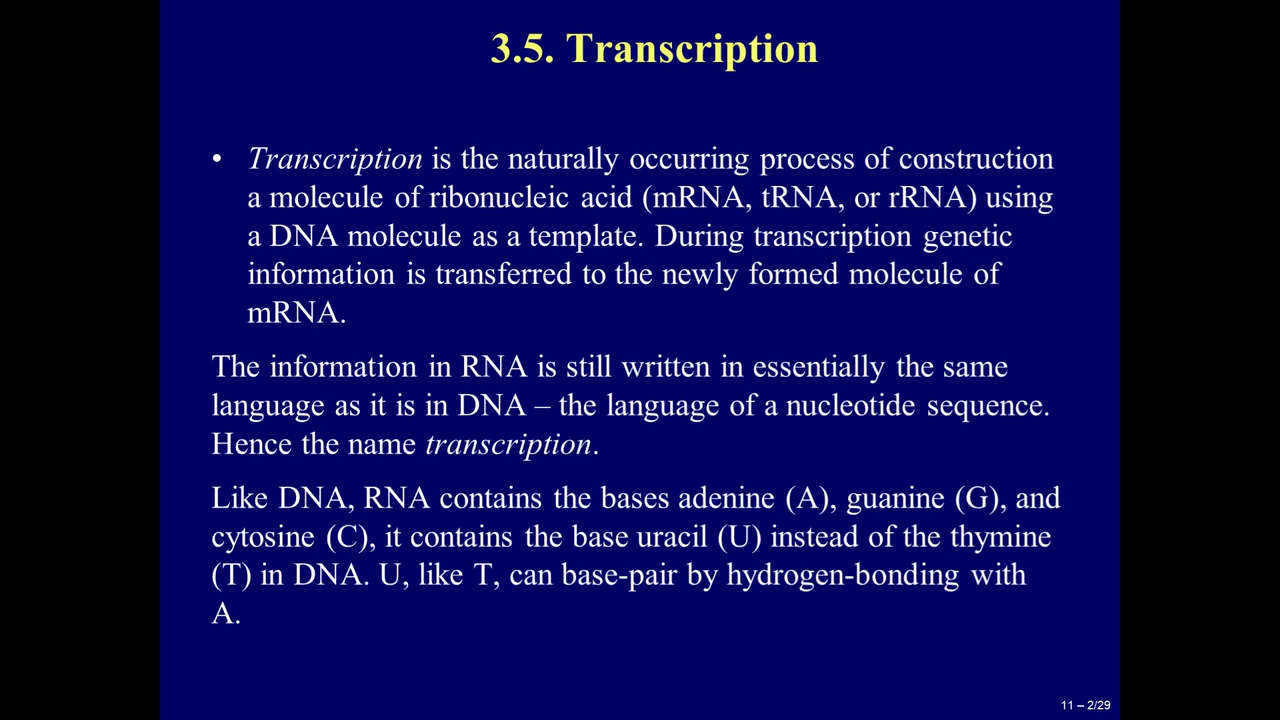 3.5. Transcription
• Transcription is the naturally occurring process of construction
a molecule of ribonucleic acid (mRNA, tRNA, or rRNA) using
a DNA molecule as a template. During transcription genetic
information is transferred to the newly formed molecule of
mRNA.
The information in RNA is still written in essentially the same
language as it is in DNA – the language of a nucleotide sequence.
Hence the name transcription.
Like DNA, RNA contains the bases adenine (A), guanine (G), and
cytosine (C), it contains the base uracil (U) instead of the thymine
(T) in DNA. U, like T, can base-pair by hydrogen-bonding with
A.
11 – 2/29